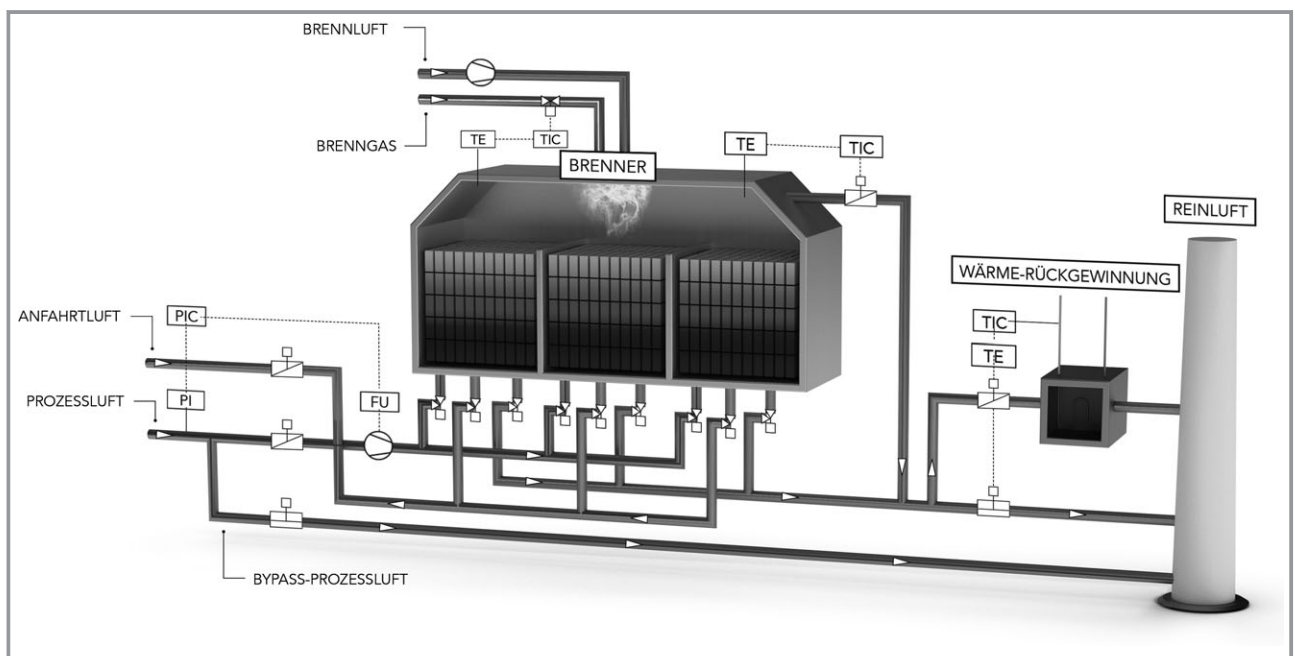 BRENNLUFT
BRENNGAS
TE
TIC
BRENNER
TE
TIC
REINLUFT
WÄRME-RÜCKGEWINNUNG
TIC
TE
ANFAHRTLUFT
PIC
PROZESSLUFT
PI
FU
BYPASS-PROZESSLUFT